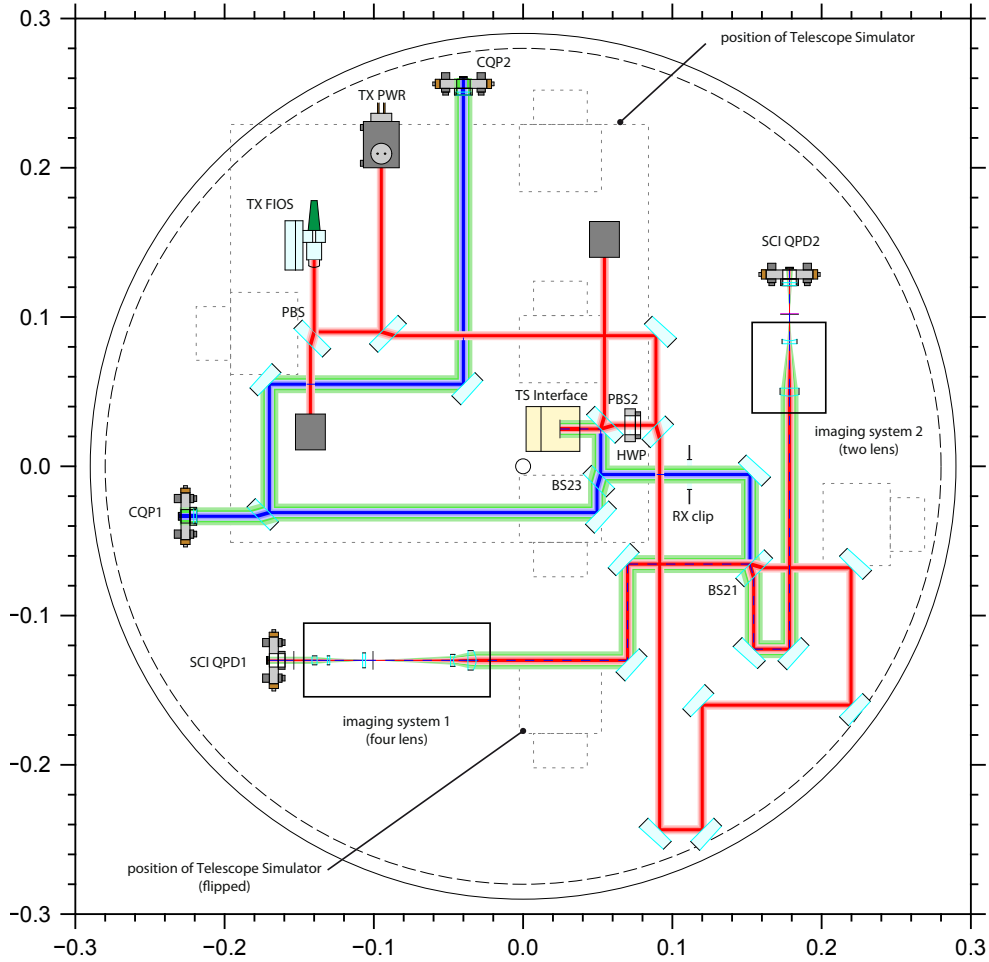 0.3
0.2
0.1
0.0
−0.1
−0.2
−0.3
−0.3
−0.2
−0.1
0.0
0.1
0.2
0.3
position of Telescope Simulator
CQP2
TX PWR
TX FIOS
SCI QPD2
PBS
TS Interface
PBS2
imaging system 2
(two lens)
HWP
BS23
RX clip
CQP1
BS21
SCI QPD1
imaging system 1
(four lens)
position of Telescope Simulator
(flipped)